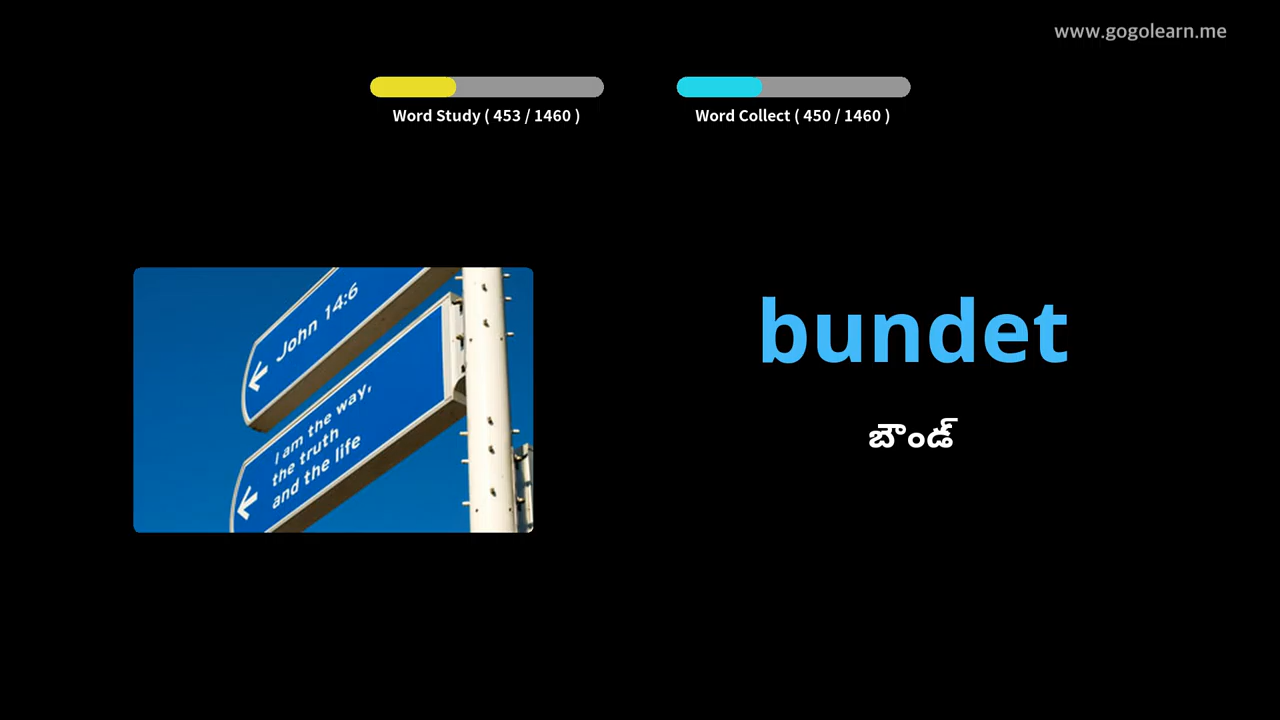 www.gogolearn.me
Word Study ( 453 / 1460 )
Word Collect ( 450 / 1460 )
John 14:6
I am the way,
the truth
and the life
bundet
బౌండ్